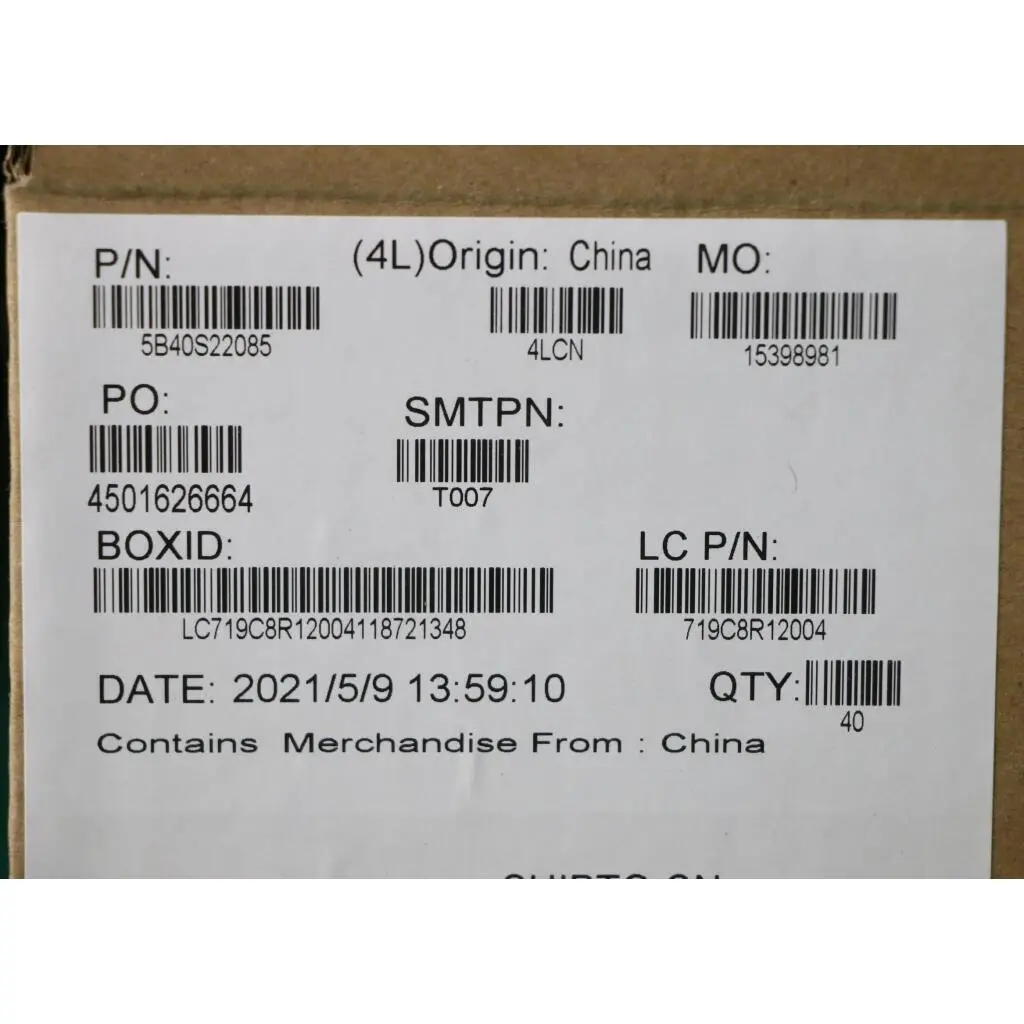 P/N: (4L)Origin: China MO:
5B40S22085 4LCN 15398981
PO: SMTPN:
4501626664 T007
BOXID: LC P/N:
LC719C8R12004118721348 719C8R12004
DATE: 2021/5/9 13:59:10 QTY:
40
Contains Merchandise From : China